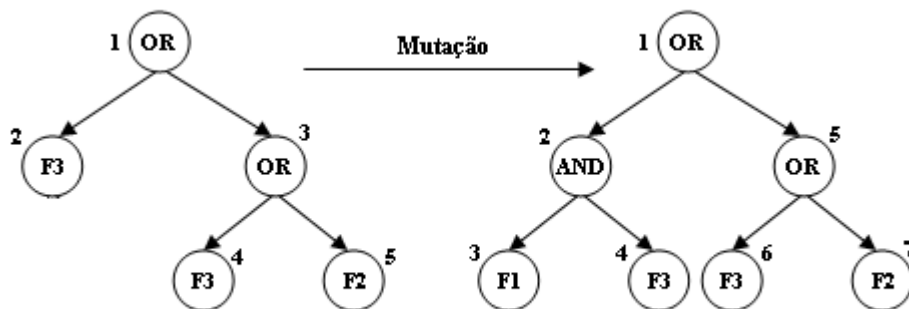 1 OR Mutação 1 OR
2 3 2 5
F3 OR AND OR
4 5 3 4 6 7
F3 F2 F1 F3 F3 F2